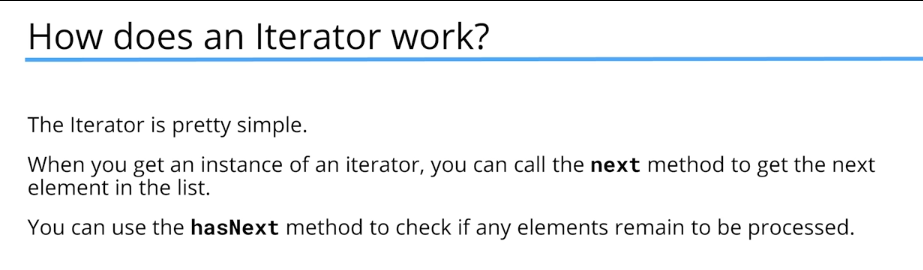 How does an Iterator work?
The Iterator is pretty simple.
When you get an instance of an iterator, you can call the next method to get the next
element in the list.
You can use the hasNext method to check if any elements remain to be processed.